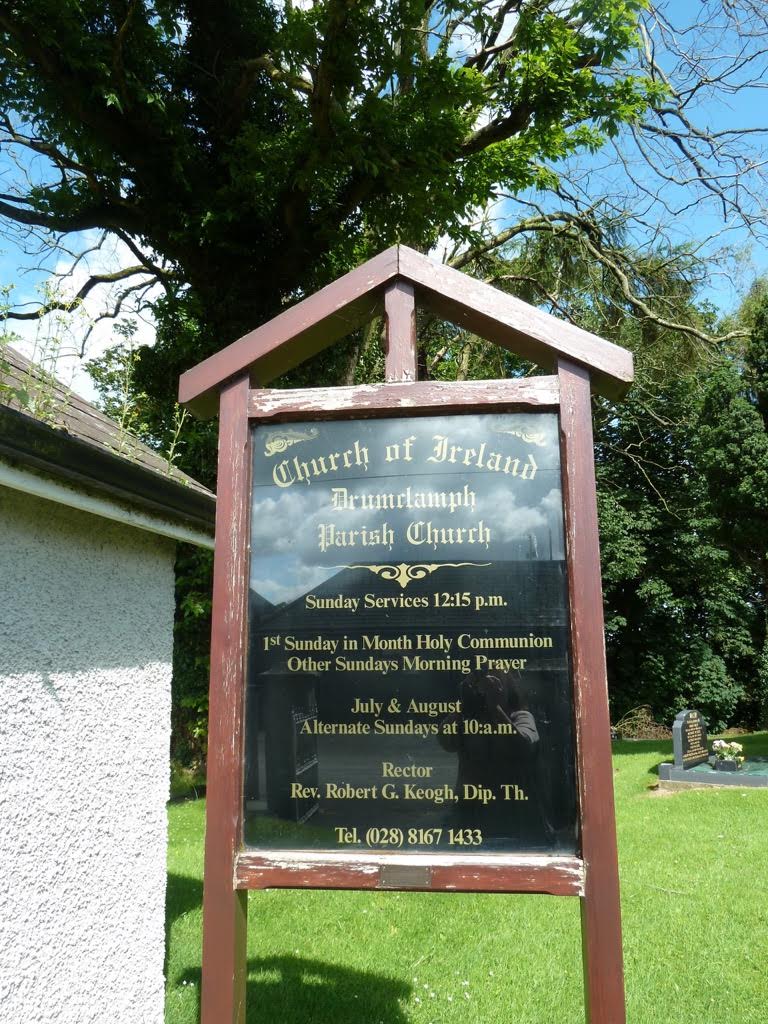 Church of Ireland
Drumclamph
Parish Church
Sunday Services 12:15 p.m.
1st Sunday in Month Holy Communion
Other Sundays Morning Prayer
July & August
Alternate Sundays at 10:a.m.
Rector
Rev. Robert G. Keogh, Dip. Th.
Tel. (028) 8167 1433